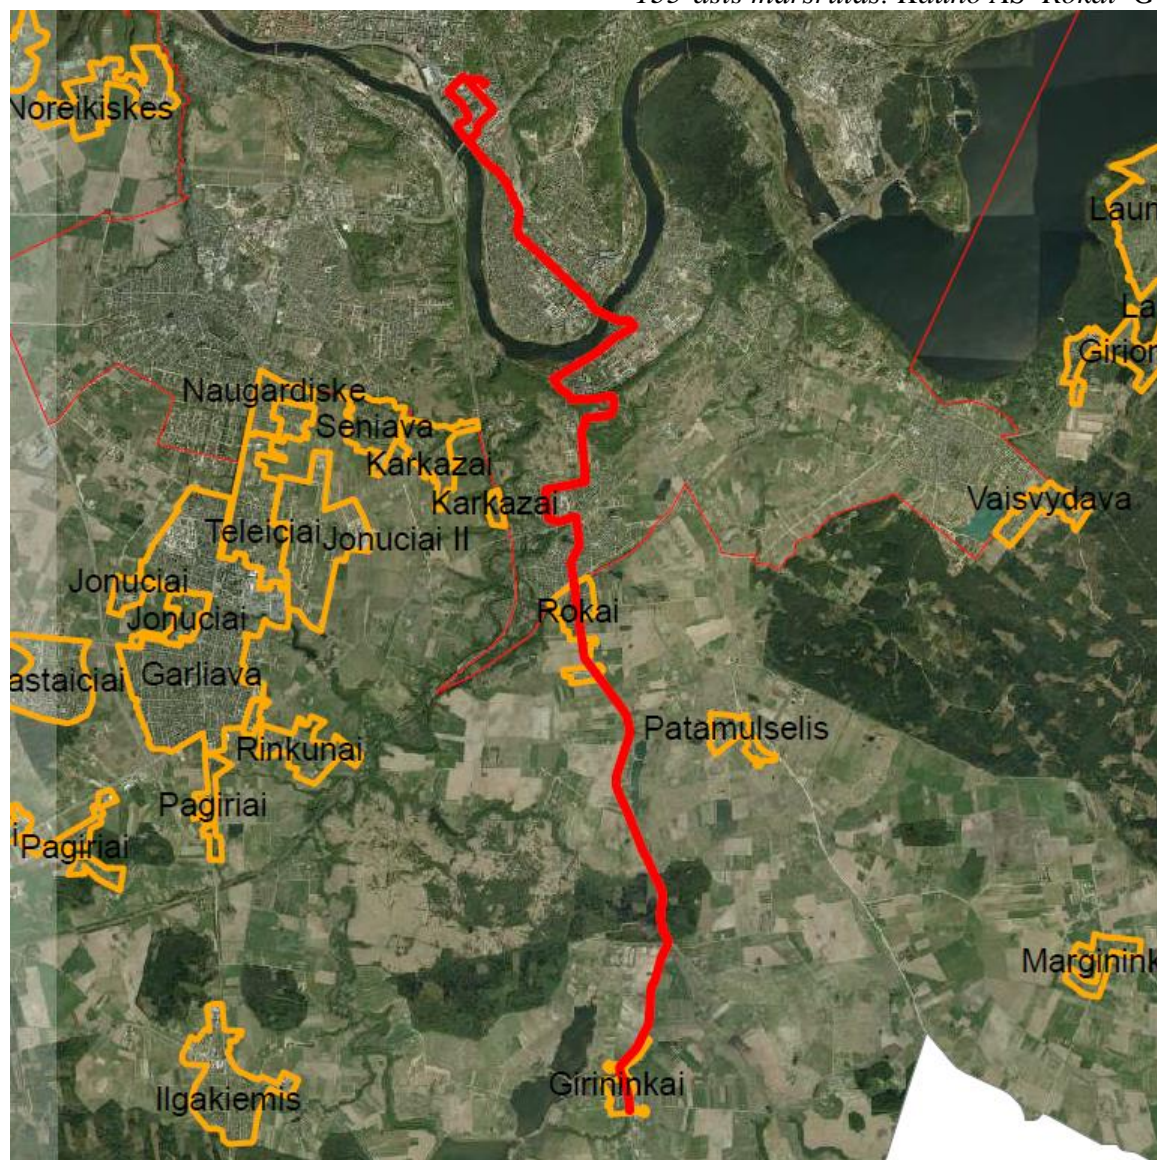 Noreikiskes
Naugardiske
Seniava
Karkazai
Karkazai
Vaisvydava
Teleiciai
Jonuciai II
Jonuciai
Jonuciai
Rokai
Garliava
astaiciai
Patamulselis
Rinkunai
Pagiriai
Pagiriai
Marginink
Girininkai
Ilgakiemis
Laun
La
Girion